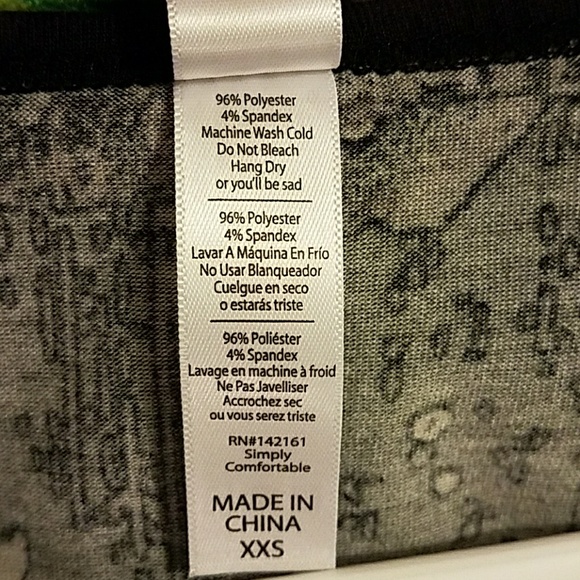 96% Polyester
4% Spandex
Machine Wash Cold
Do Not Bleach
Hang Dry
or you'll be sad
96% Polyester
4% Spandex
Lavar A Máquina En Frío
No Usar Blanqueador
Cuelgue en seco
o estarás triste
96% Poliéster
4% Spandex
Lavage en machine à froid
Ne Pas Javelliser
Accrochez sec
ou vous serez triste
RN#142161
Simply
Comfortable
MADE IN
CHINA
XXS